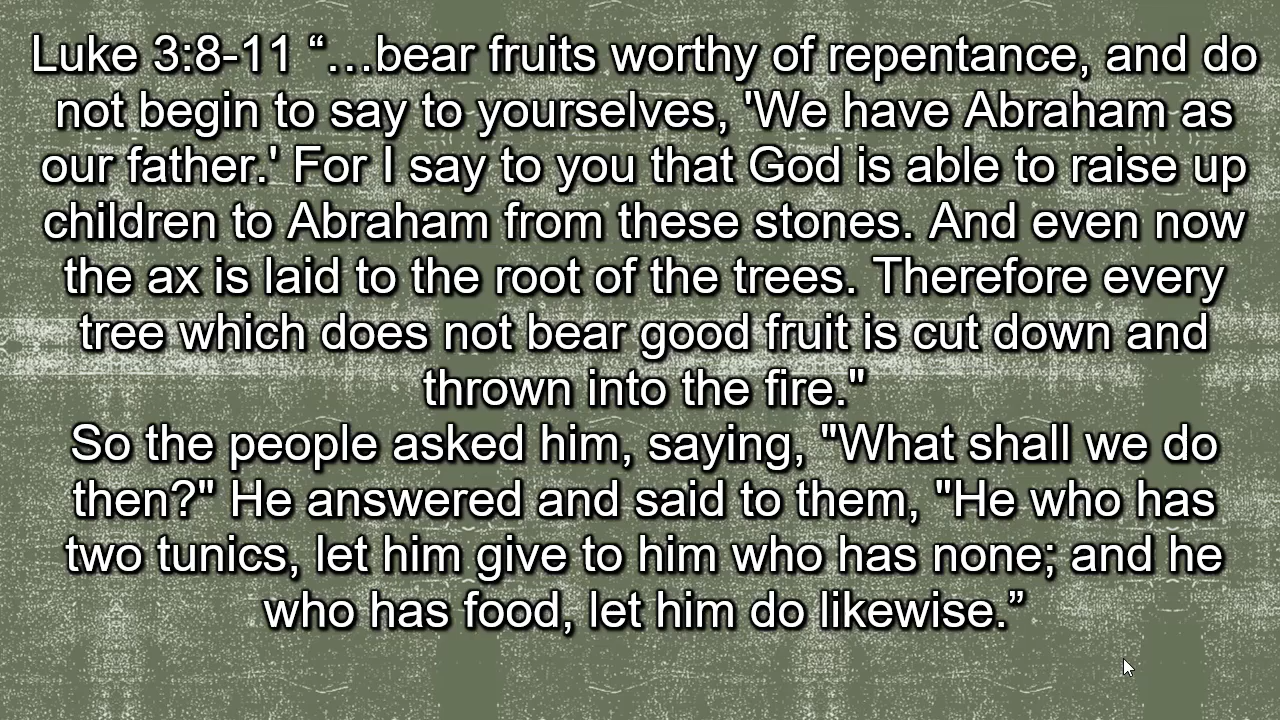 Luke 3:8-11 “…bear fruits worthy of repentance, and do
not begin to say to yourselves, 'We have Abraham as
our father.' For I say to you that God is able to raise up
children to Abraham from these stones. And even now
the ax is laid to the root of the trees. Therefore every
tree which does not bear good fruit is cut down and
thrown into the fire."
So the people asked him, saying, "What shall we do
then?" He answered and said to them, "He who has
two tunics, let him give to him who has none; and he
who has food, let him do likewise.”